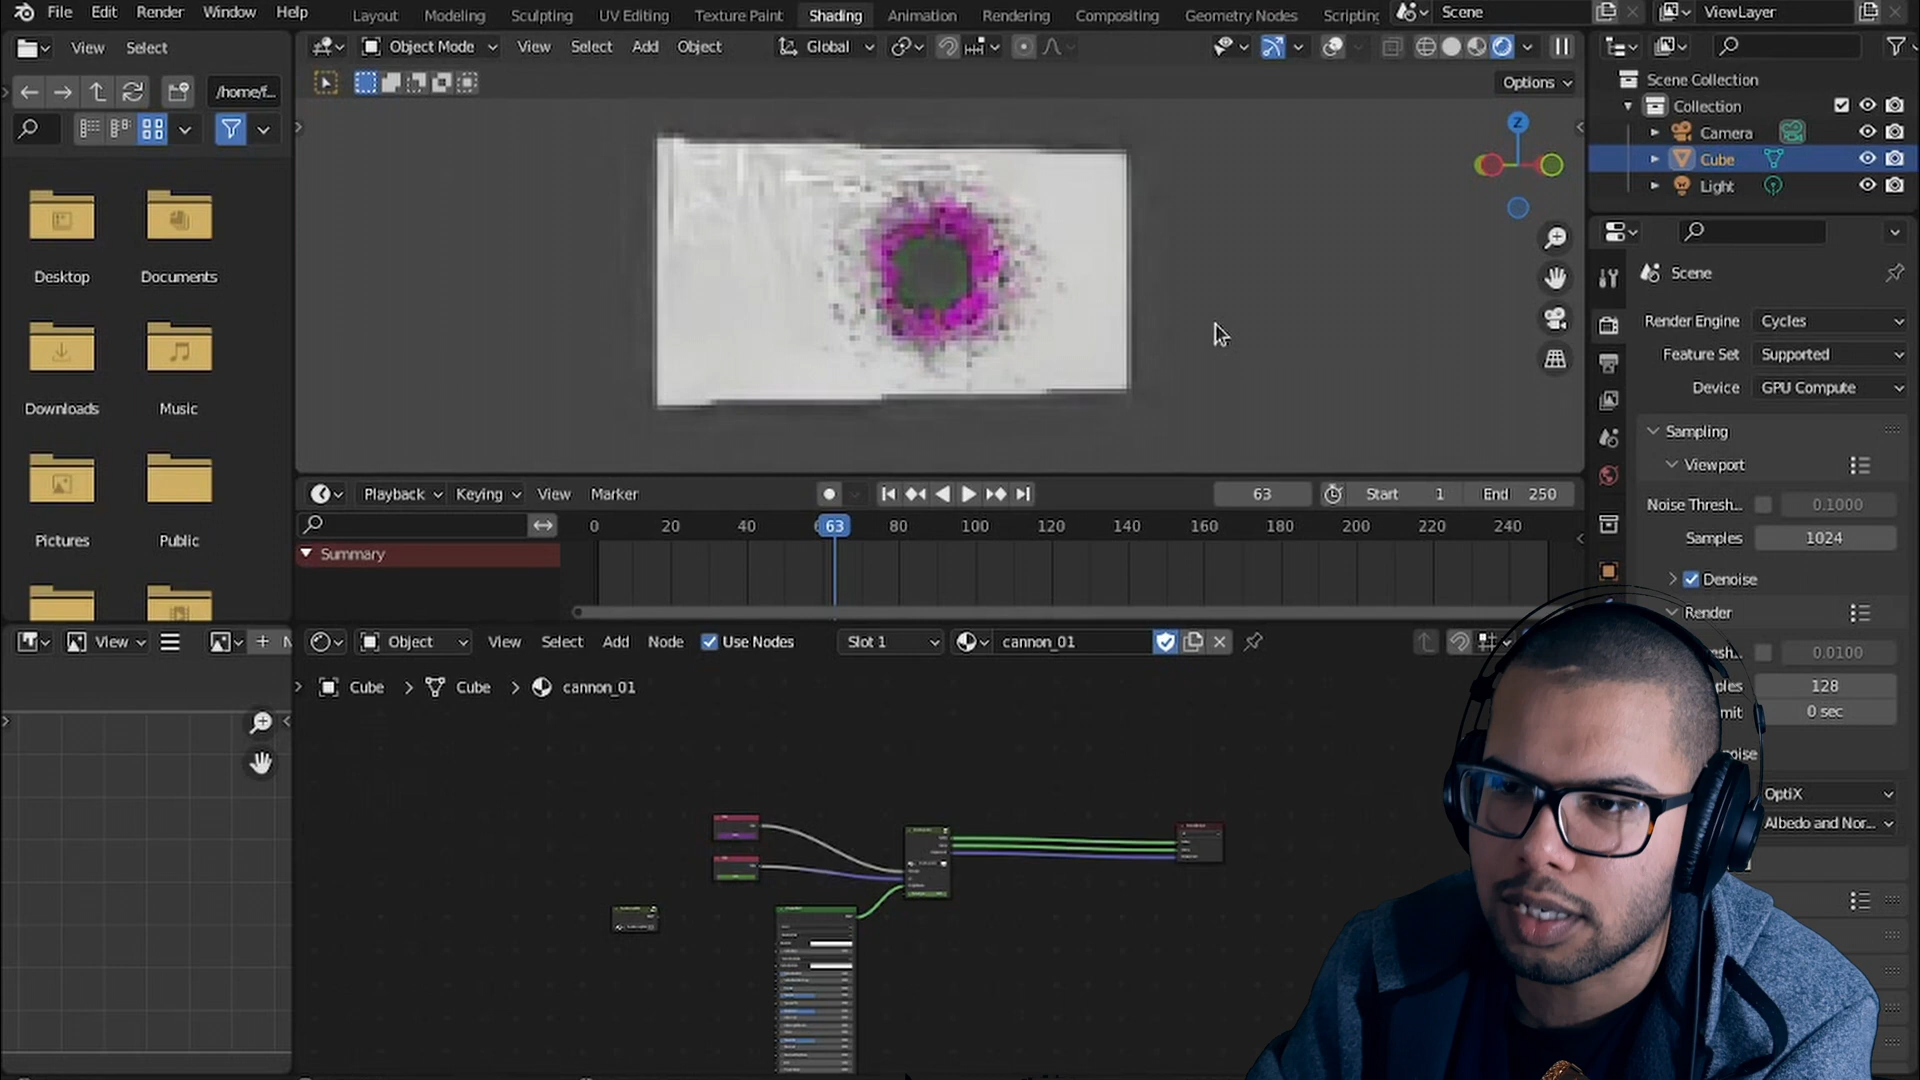 File Edit Render Window Help
Layout Modeling Sculpting UV Editing Texture Paint Shading Animation Rendering Compositing Geometry Nodes Scripting
Scene
ViewLayer
View Select
Object Mode View Select Add Object Global
Options
/home/f...
Desktop Documents
Downloads Music
Pictures Public
Z
Scene Collection
Collection
Camera
Cube
Light
Scene
Render Engine Cycles
Feature Set Supported
Device GPU Compute
Sampling
Viewport
Noise Thresh.. 0.1000
Samples 1024
Denoise
Render
0.0100
128
0 sec
OptiX
Albedo and Nor...
Playback Keying View Marker
63 Start 1 End 250
0 20 40 63 80 100 120 140 160 180 200 220 240
Summary
View
Object View Select Add Node Use Nodes Slot 1 cannon_01
Cube > Cube > cannon_01